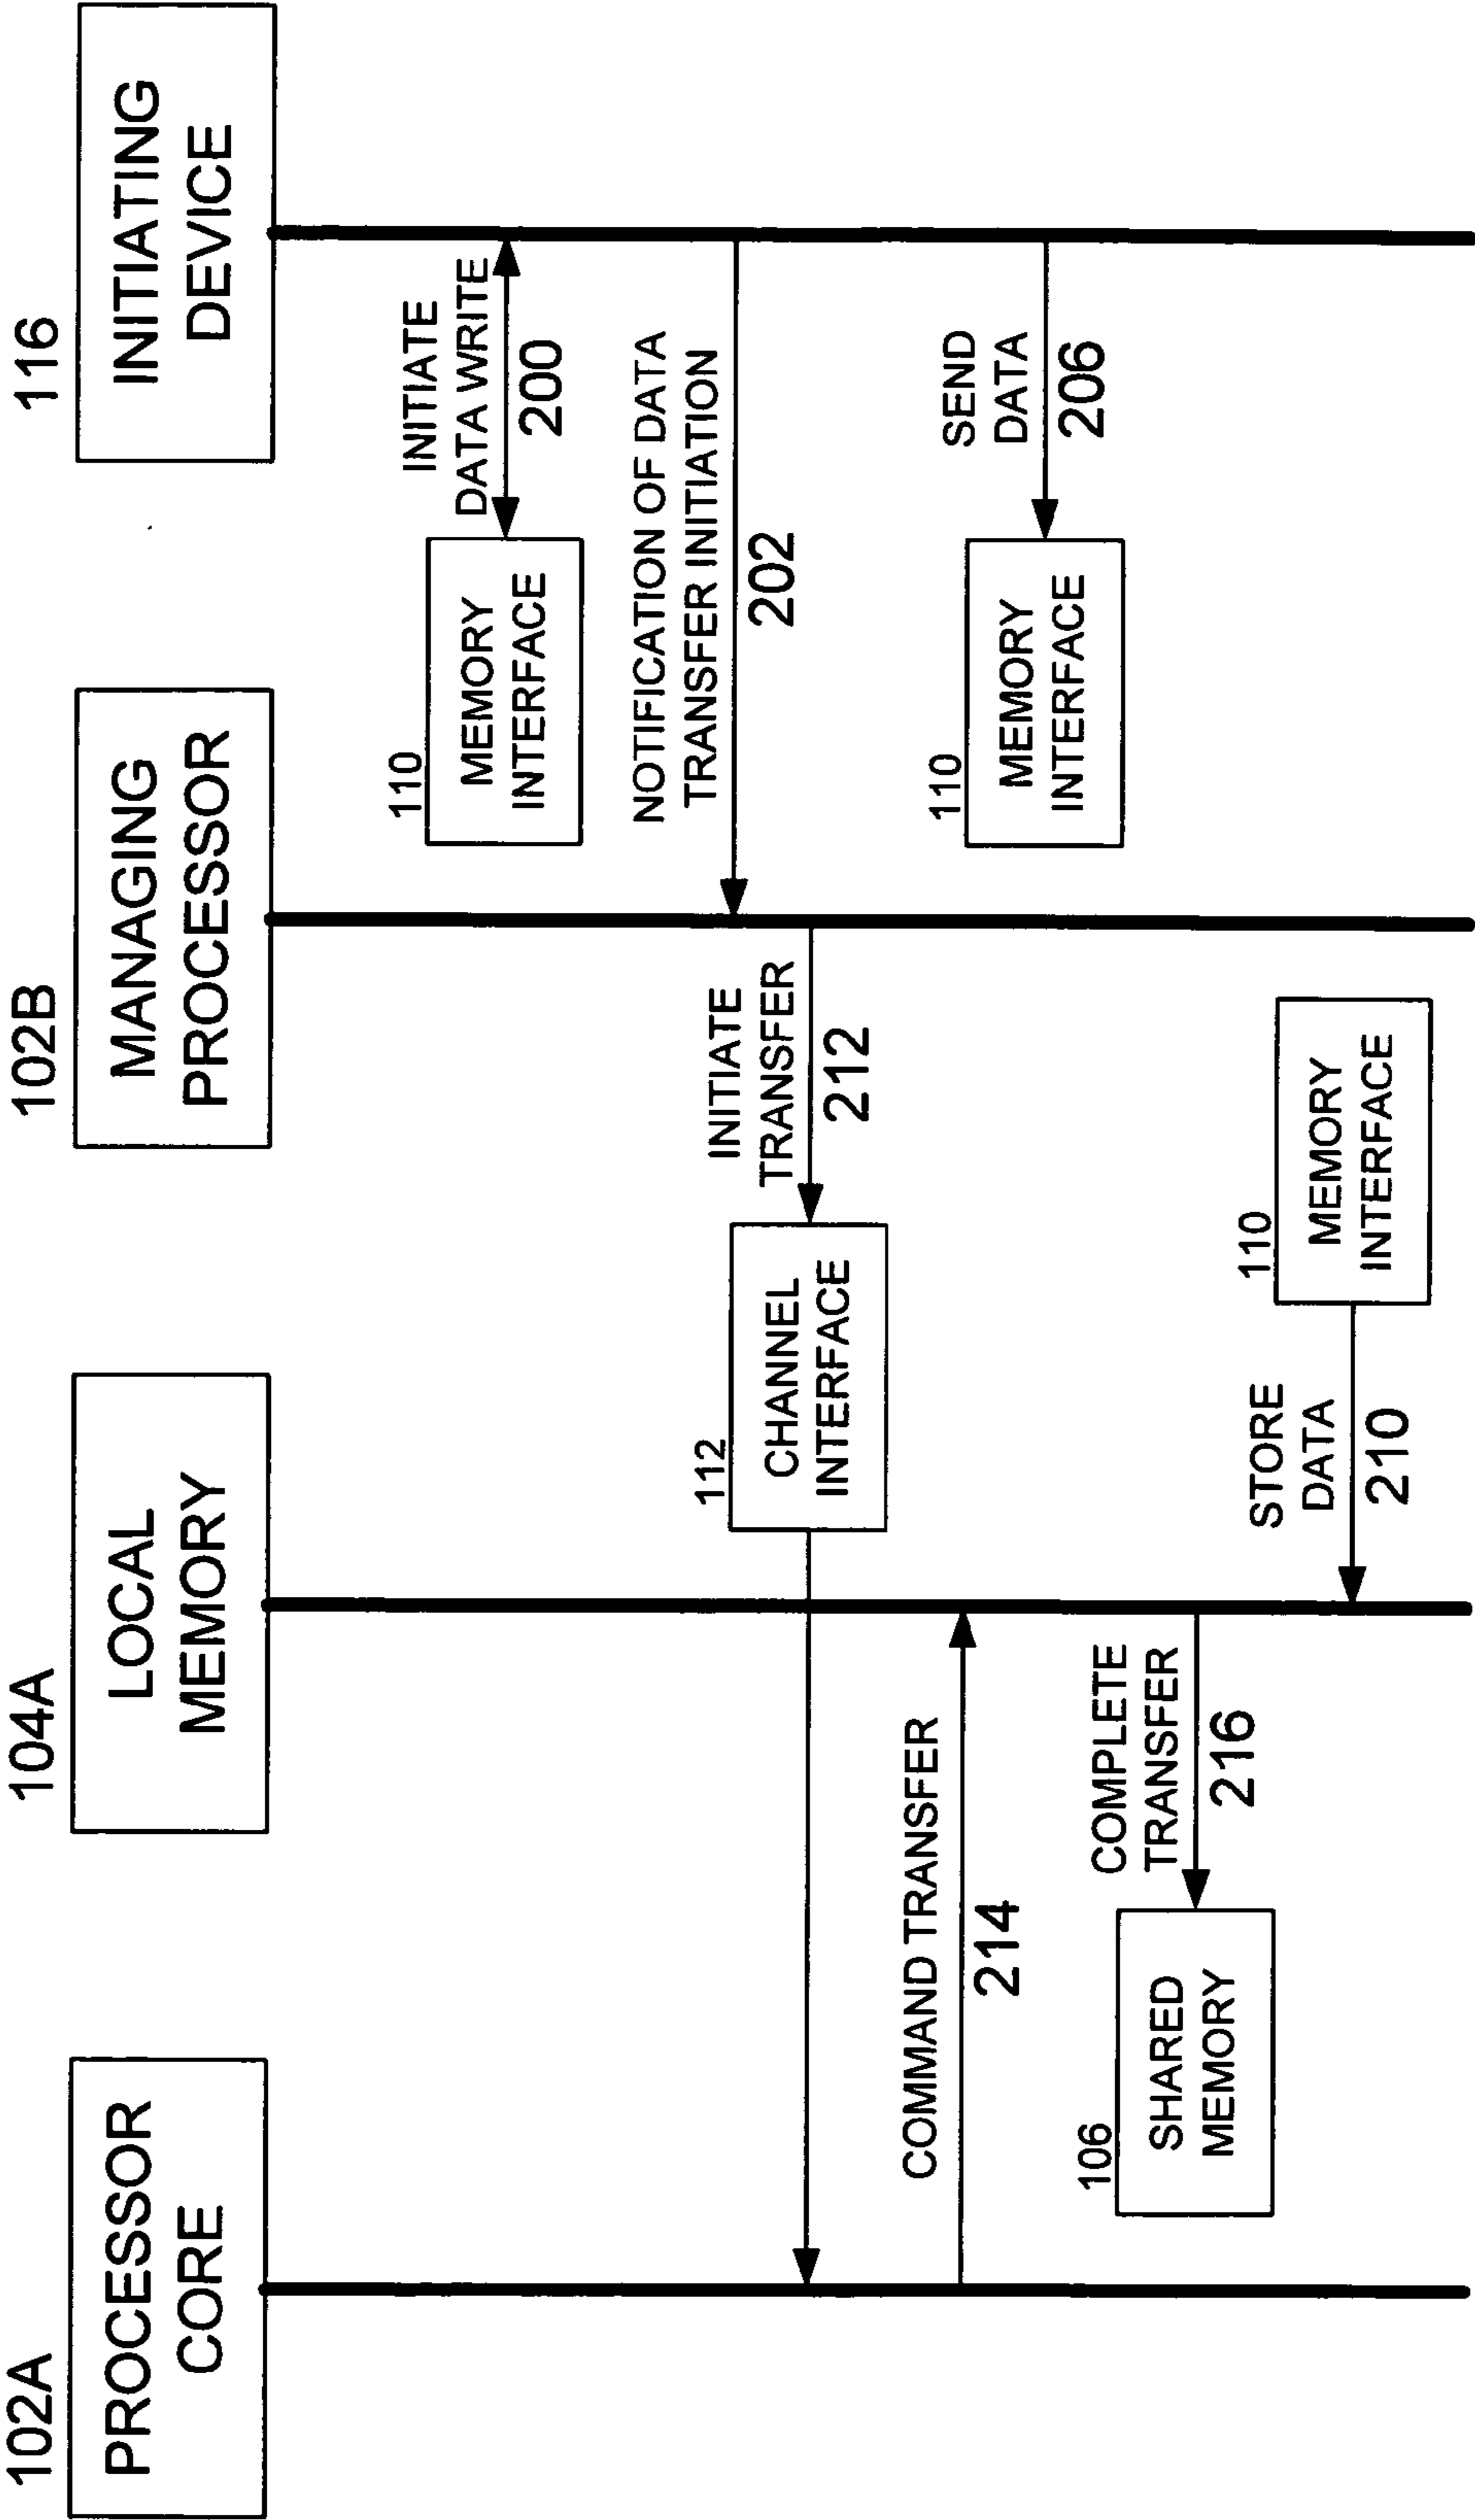 102A
PROCESSOR
CORE
104A
LOCAL
MEMORY
102B
MANAGING
PROCESSOR
116
INITIATING
DEVICE
INITIATE
DATA WRITE
200
110
MEMORY
INTERFACE
NOTIFICATION OF DATA
TRANSFER INITIATION
202
INITIATE
TRANSFER
212
112
CHANNEL
INTERFACE
COMMAND TRANSFER
214
SEND
DATA
206
110
MEMORY
INTERFACE
COMPLETE
TRANSFER
216
106
SHARED
MEMORY
STORE
DATA
210
110
MEMORY
INTERFACE